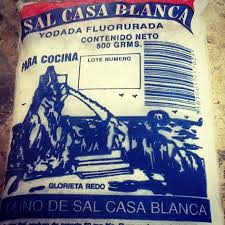 SAL CASA BLANCA
YODADA FLUORURADA
CONTENIDO NETO
500 GRMS.
PARA COCINA
LOTE NUMERO
GLORIETA REDO
OLINO DE SAL CASA BLANCA